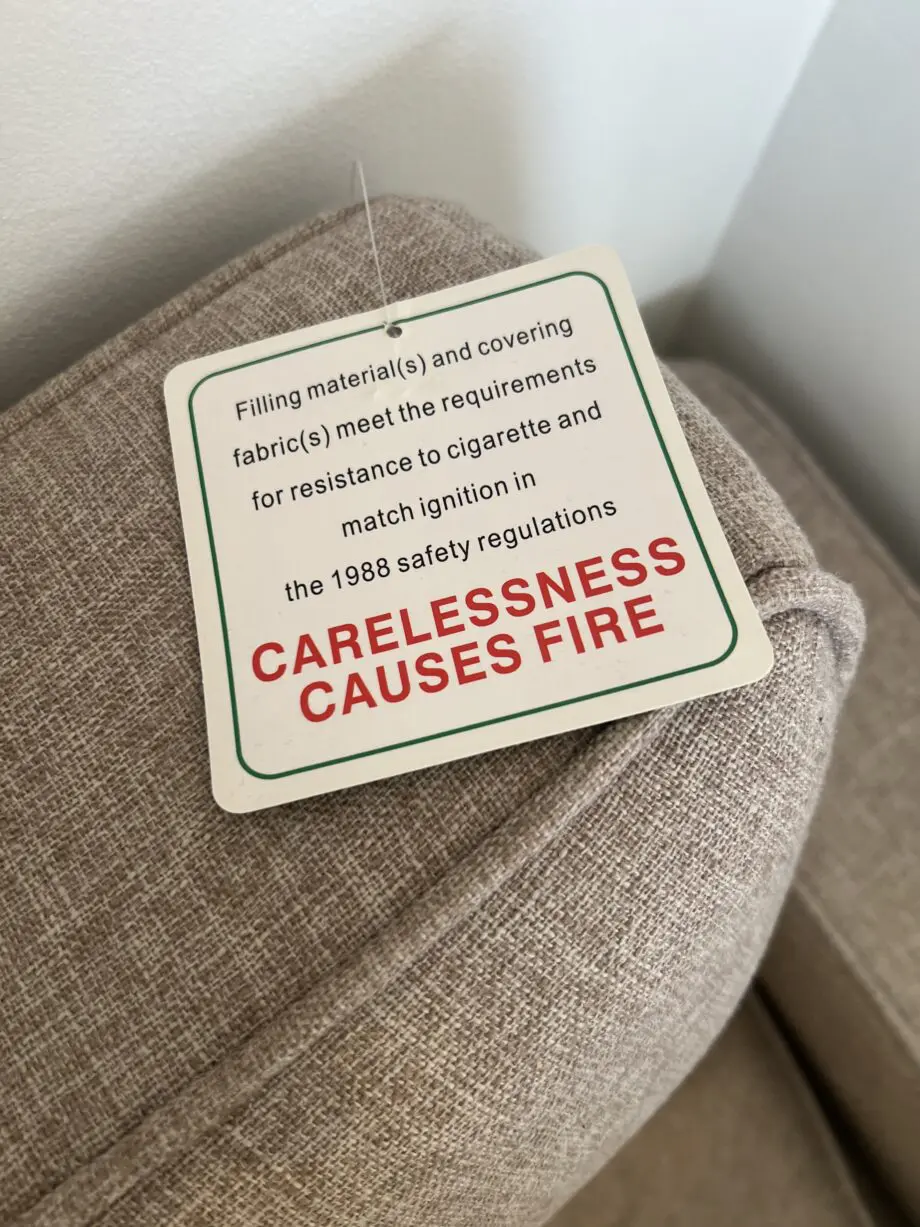 Filling material(s) and covering
fabric(s) meet the requirements
for resistance to cigarette and
match ignition in
the 1988 safety regulations
CARELESSNESS
CAUSES FIRE